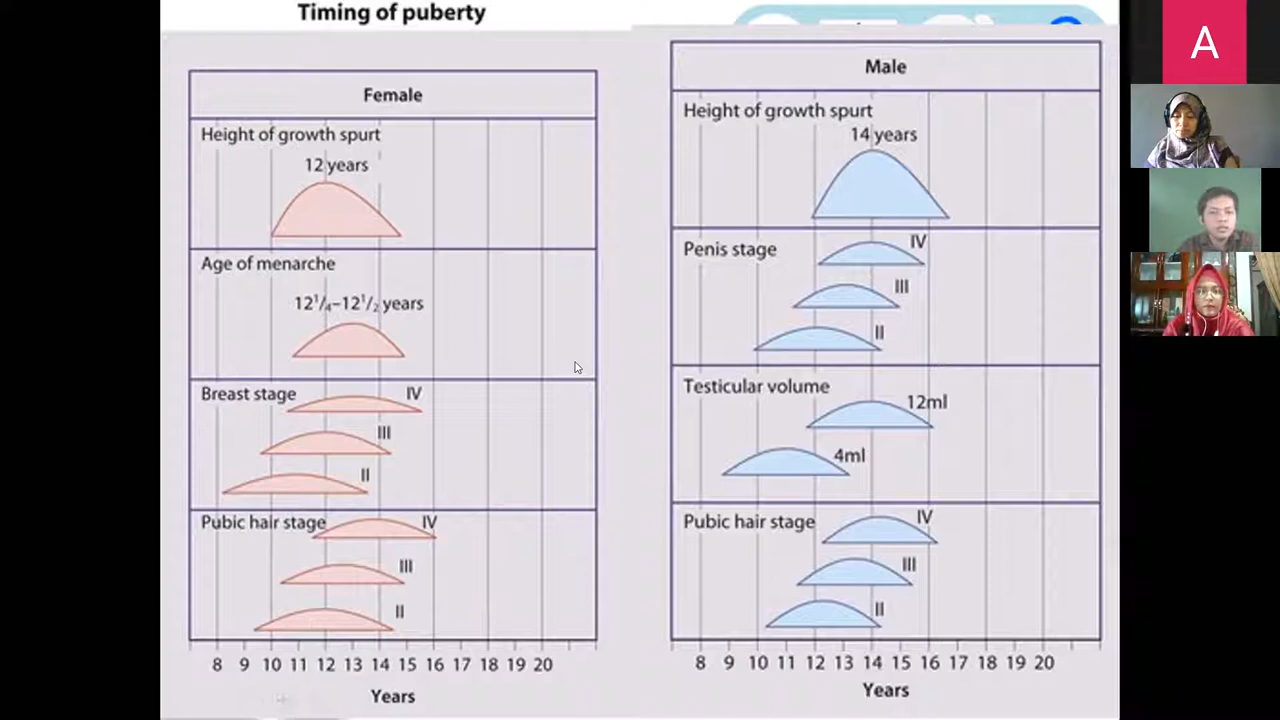 Timing of puberty
Female
Height of growth spurt
12 years
Age of menarche
12¹/₄–12¹/₂ years
Breast stage
IV
III
II
Pubic hair stage
IV
III
II
8 9 10 11 12 13 14 15 16 17 18 19 20
Years
Male
Height of growth spurt
14 years
Penis stage
IV
III
II
Testicular volume
12ml
4ml
Pubic hair stage
IV
III
II
8 9 10 11 12 13 14 15 16 17 18 19 20
Years
A